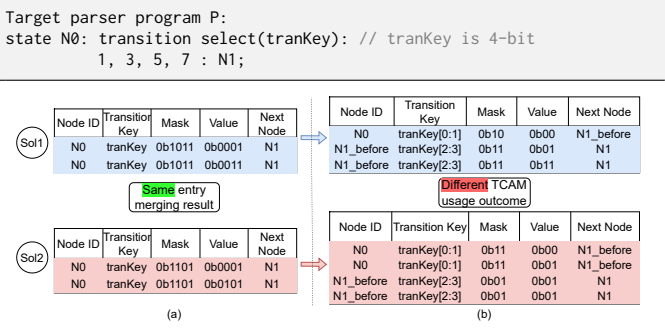 Target parser program P:
state N0: transition select(tranKey): // tranKey is 4-bit
1, 3, 5, 7 : N1;
Sol1
Node ID Transition Key Mask Value Next Node
N0 tranKey 0b1011 0b0001 N1
N0 tranKey 0b1011 0b0011 N1
Same entry
merging result
Sol2
Node ID Transition Key Mask Value Next Node
N0 tranKey 0b1101 0b0001 N1
N0 tranKey 0b1101 0b0101 N1
(a)
Node ID Transition Key Mask Value Next Node
N0 tranKey[0:1] 0b10 0b00 N1_before
N1_before tranKey[2:3] 0b11 0b01 N1
N1_before tranKey[2:3] 0b11 0b11 N1
Different TCAM
usage outcome
Node ID Transition Key Mask Value Next Node
N0 tranKey[0:1] 0b11 0b00 N1_before
N0 tranKey[0:1] 0b11 0b01 N1_before
N1_before tranKey[2:3] 0b01 0b01 N1
N1_before tranKey[2:3] 0b01 0b01 N1
(b)